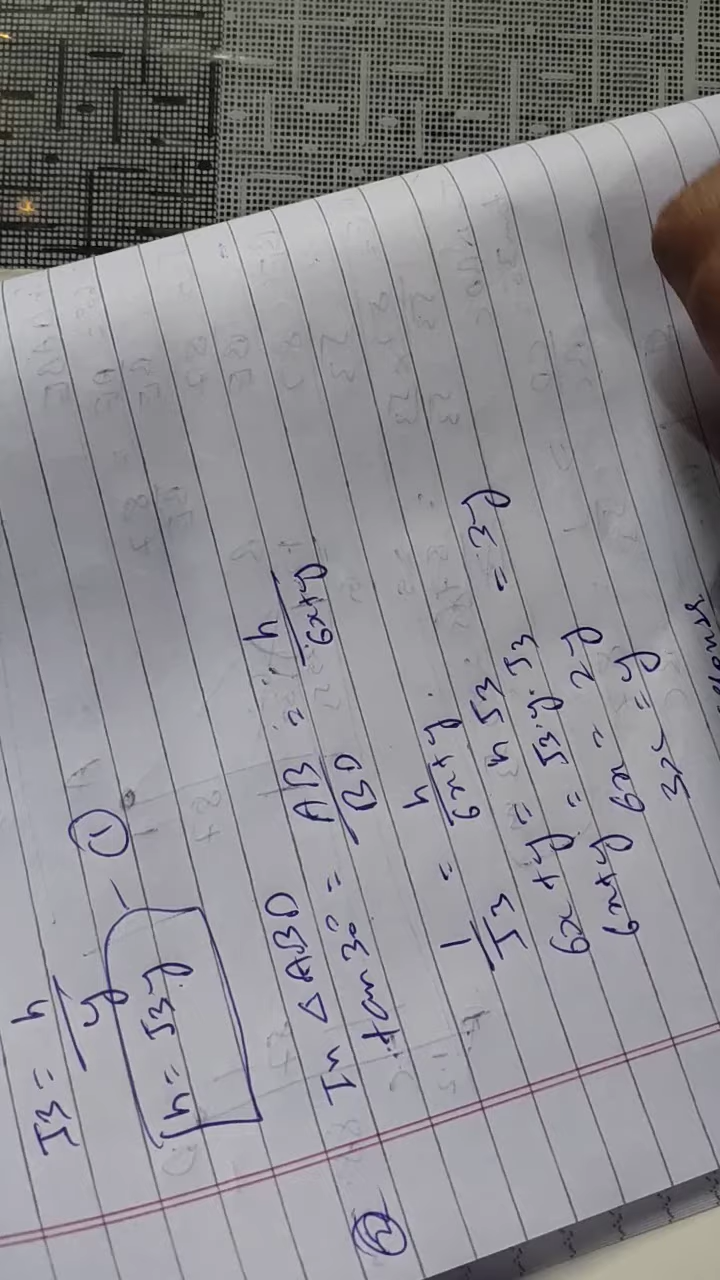 √3 = h/y
h = √3y — ①
② In △ABD
tan 30° = AB/BD = h/6x+y
1/√3 = h/6x+y
6x+y = h√3
6x+y = √3·y·√3 = 3y
6x = 2y
3x = y